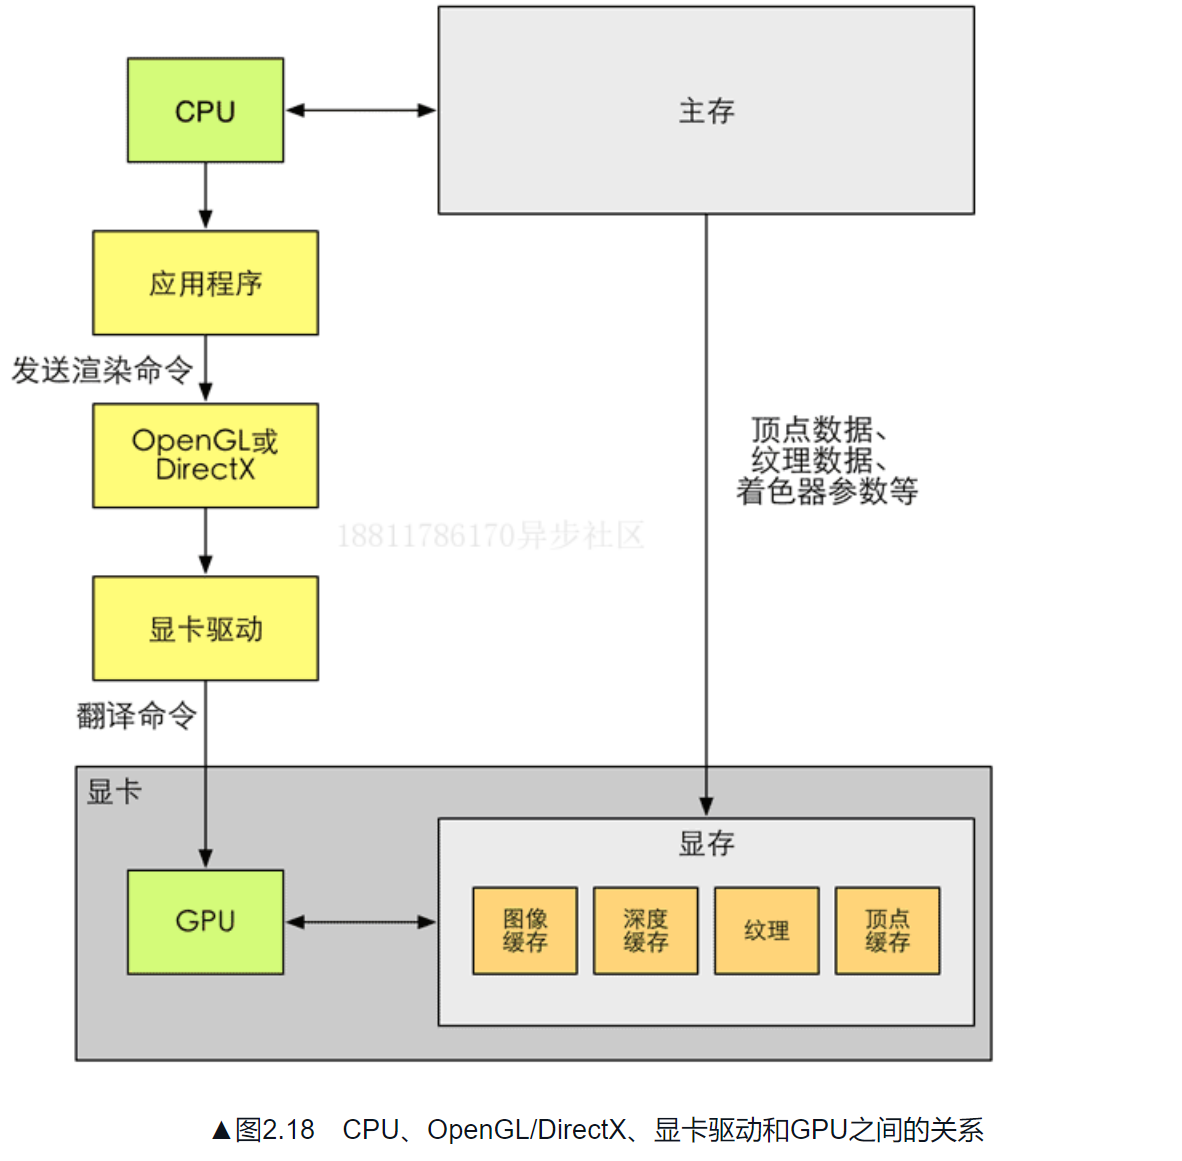 CPU
主存
应用程序
发送渲染命令
OpenGL或
DirectX
顶点数据、
纹理数据、
着色器参数等
18811786170异步社区
显卡驱动
翻译命令
显卡
显存
GPU
图像
缓存
深度
缓存
纹理
顶点
缓存
▲图2.18 CPU、OpenGL/DirectX、显卡驱动和GPU之间的关系